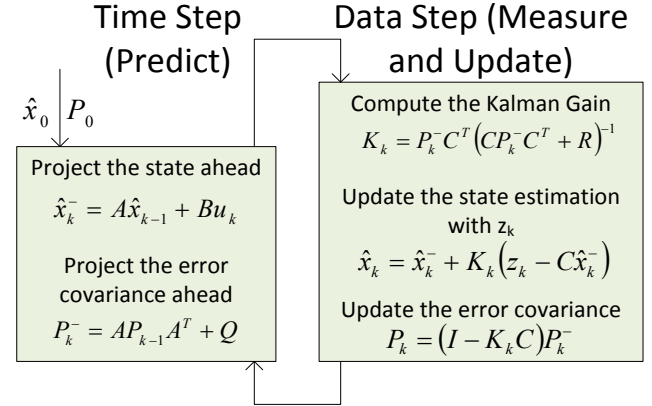 Time Step
(Predict)
x̂₀ P₀
Project the state ahead
x̂ₖ⁻ = Ax̂ₖ₋₁ + Buₖ
Project the error
covariance ahead
Pₖ⁻ = APₖ₋₁Aᵀ + Q
Data Step (Measure
and Update)
Compute the Kalman Gain
Kₖ = Pₖ⁻Cᵀ(CPₖ⁻Cᵀ + R)⁻¹
Update the state estimation
with zₖ
x̂ₖ = x̂ₖ⁻ + Kₖ(zₖ − Cx̂ₖ⁻)
Update the error covariance
Pₖ = (I − KₖC)Pₖ⁻